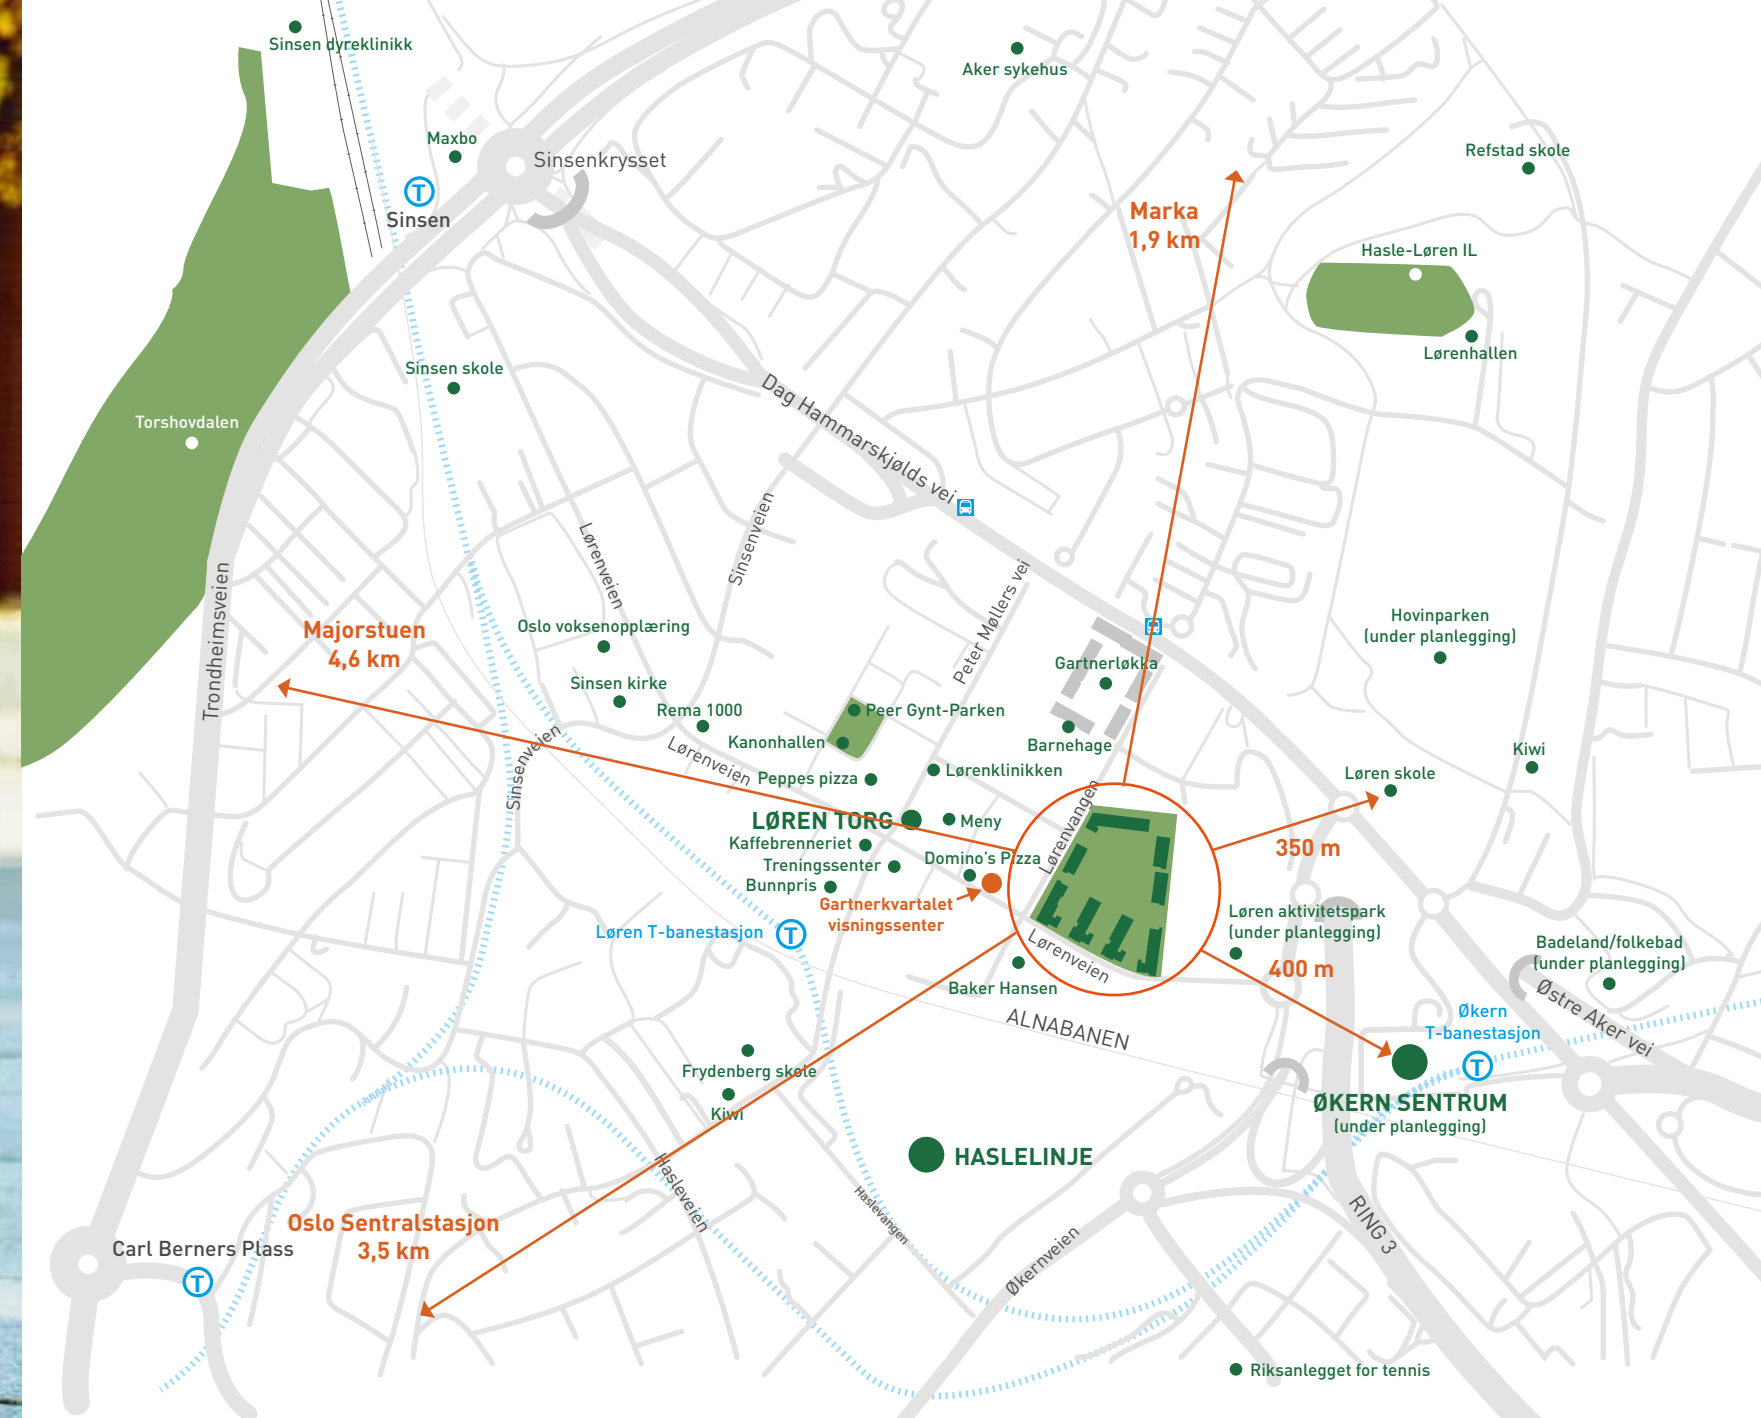 Sinsen dyreklinikk
Aker sykehus
Maxbo
Sinsenkrysset
Refstad skole
T
Sinsen
Marka
1,9 km
Hasle-Løren IL
Lørenhallen
Sinsen skole
Torshovdalen
Dag Hammarskjølds vei
Lørenveien
Sinsenveien
Peter Møllers vei
Trondheimsveien
Majorstuen
4,6 km
Oslo voksenopplæring
Hovinparken
(under planlegging)
Gartnerløkka
Sinsen kirke
Rema 1000
Peer Gynt-Parken
Kanonhallen
Lørenveien
Sinsenveien
Barnehage
Kiwi
Peppes pizza
Lørenklinikken
Løren skole
LØREN TORG
Meny
Lørenvangen
350 m
Kaffebrenneriet
Treningssenter
Domino's Pizza
Bunnpris
Gartnerkvartalet
visningssenter
Løren T-banestasjon
T
Lørenveien
Løren aktivitetspark
(under planlegging)
400 m
Badeland/folkebad
(under planlegging)
Baker Hansen
Østre Aker vei
ALNABANEN
Økern
T-banestasjon
T
Frydenberg skole
Kiwi
ØKERN SENTRUM
(under planlegging)
HASLELINJE
Hasleveien
Haslevangen
RING 3
Oslo Sentralstasjon
3,5 km
Carl Berners Plass
T
Økernveien
Riksanlegget for tennis